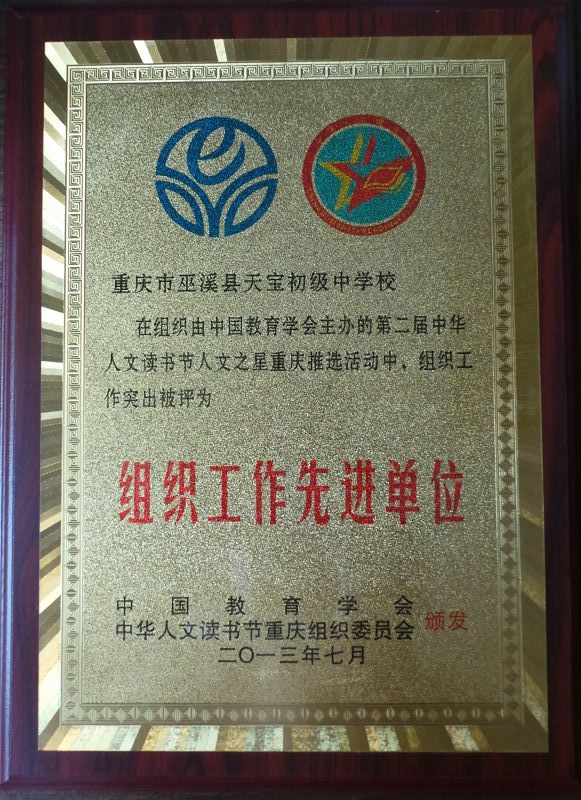 重庆市巫溪县天宝初级中学校
在组织由中国教育学会主办的第二届中华
人文读书节人文之星重庆推选活动中，组织工
作突出被评为
组织工作先进单位
中国教育学会
中华人文读书节重庆组织委员会
颁发
二〇一三年七月